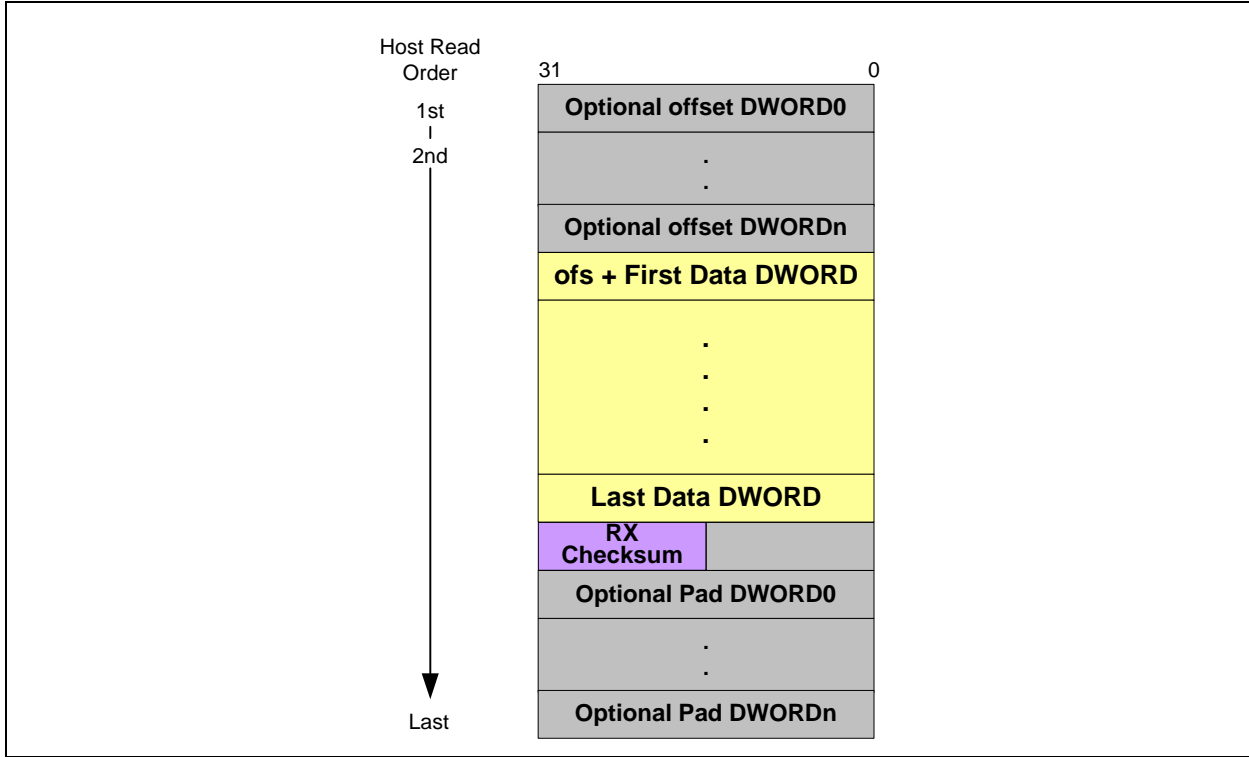 Host Read
Order
31
0
1st
2nd
Optional offset DWORD0
.
.
Optional offset DWORDn
ofs + First Data DWORD
.
.
.
.
Last Data DWORD
RX
Checksum
Optional Pad DWORD0
.
.
Optional Pad DWORDn
Last